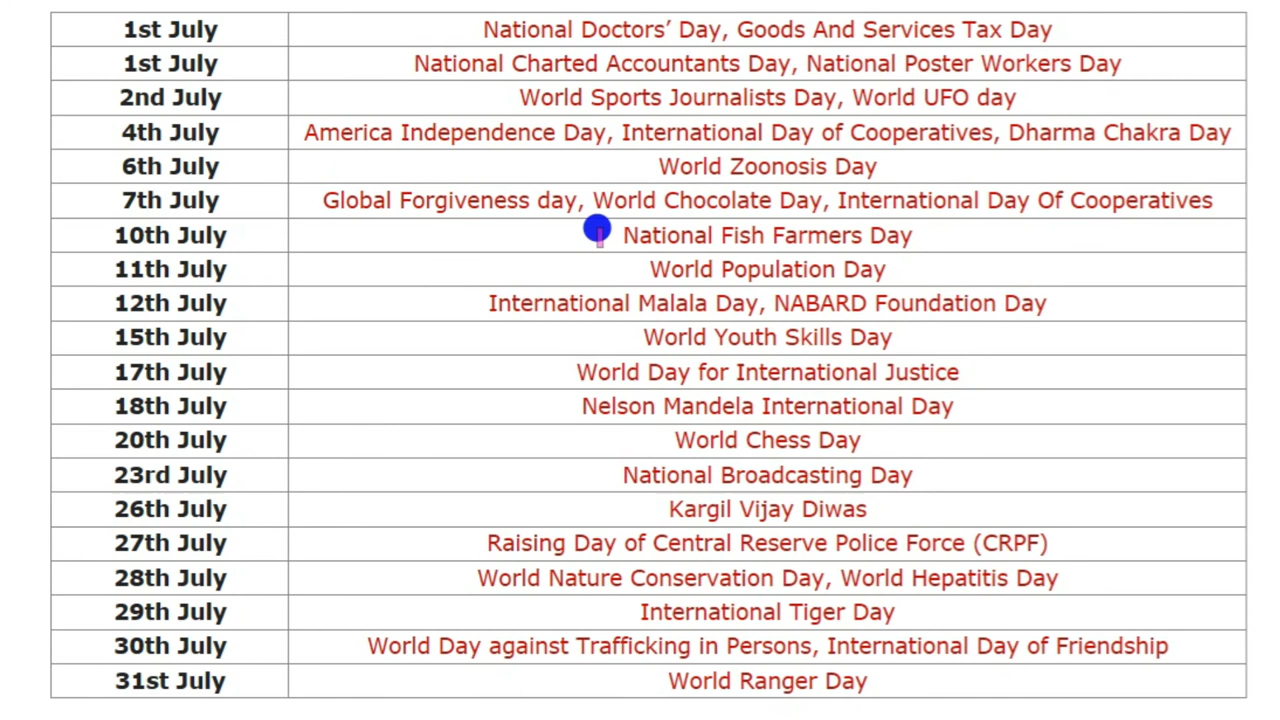 1st July National Doctors’ Day, Goods And Services Tax Day
1st July National Charted Accountants Day, National Poster Workers Day
2nd July World Sports Journalists Day, World UFO day
4th July America Independence Day, International Day of Cooperatives, Dharma Chakra Day
6th July World Zoonosis Day
7th July Global Forgiveness day, World Chocolate Day, International Day Of Cooperatives
10th July National Fish Farmers Day
11th July World Population Day
12th July International Malala Day, NABARD Foundation Day
15th July World Youth Skills Day
17th July World Day for International Justice
18th July Nelson Mandela International Day
20th July World Chess Day
23rd July National Broadcasting Day
26th July Kargil Vijay Diwas
27th July Raising Day of Central Reserve Police Force (CRPF)
28th July World Nature Conservation Day, World Hepatitis Day
29th July International Tiger Day
30th July World Day against Trafficking in Persons, International Day of Friendship
31st July World Ranger Day